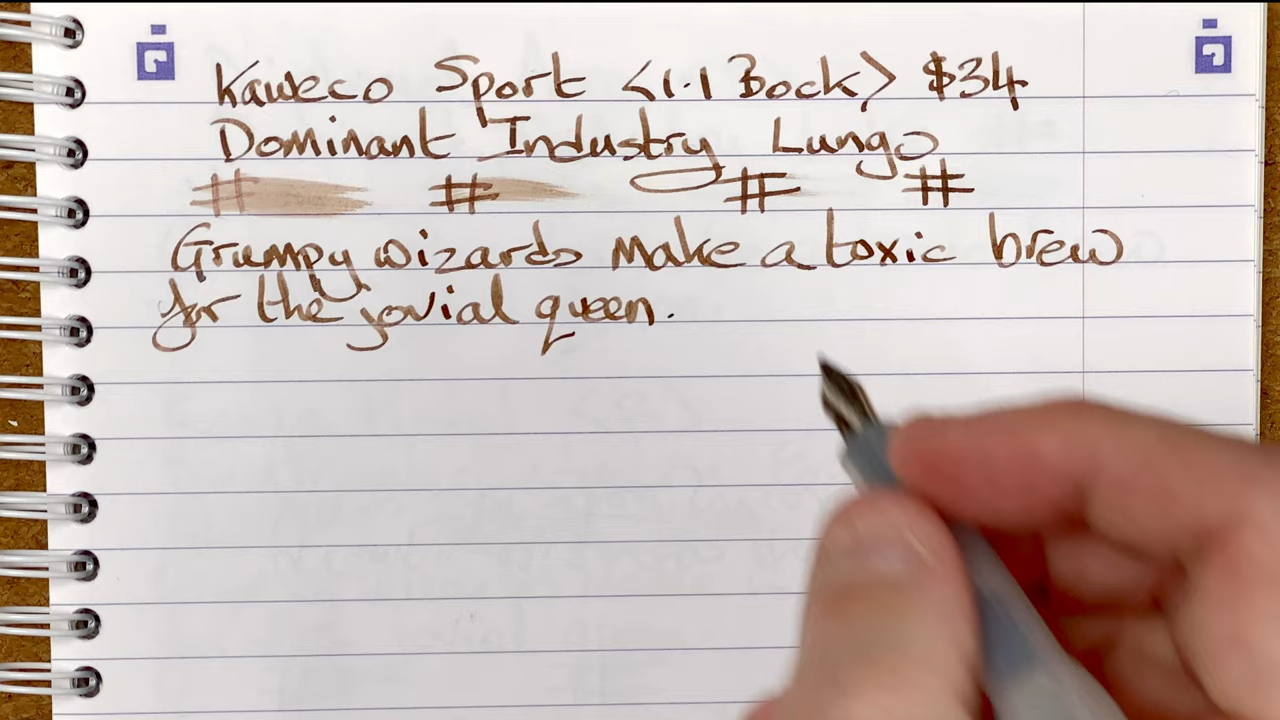 Kaweco Sport <1.1 Bock> $34
Dominant Industry Lungo
# # # #
Grumpy wizards make a toxic brew
for the jovial queen.